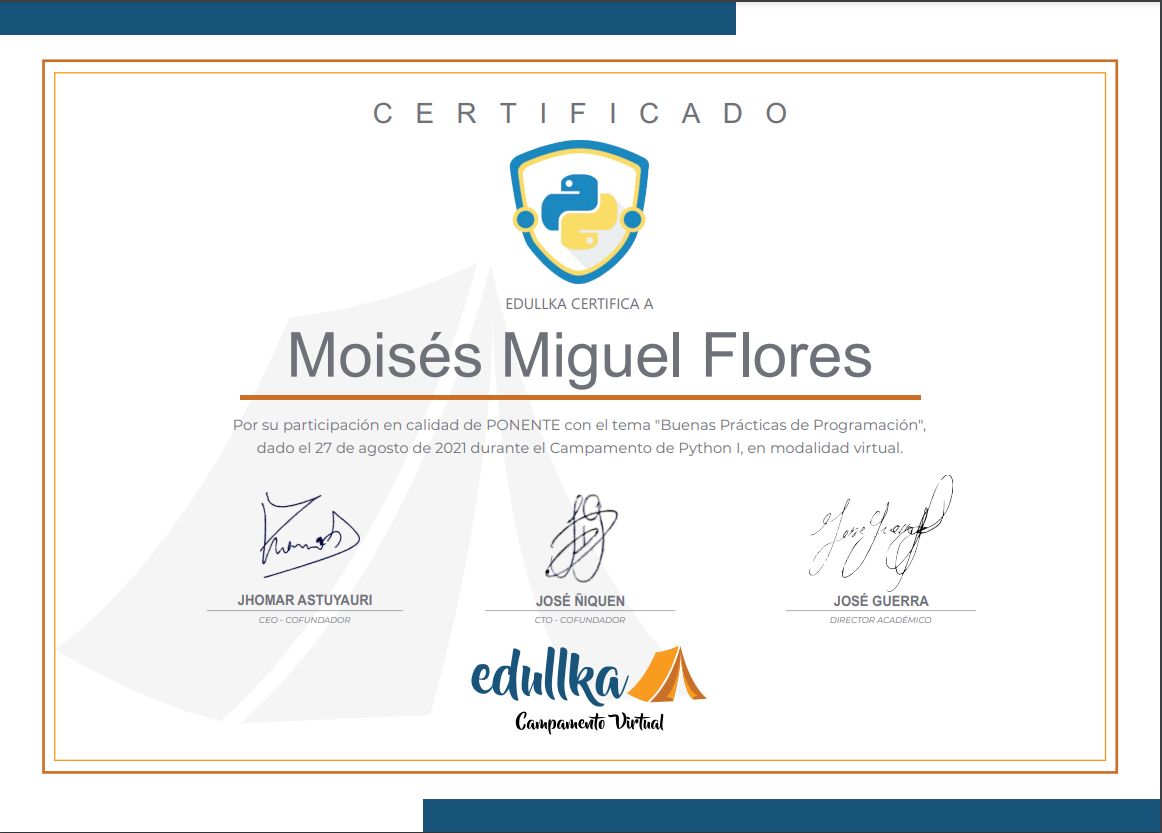 CERTIFICADO
EDULLKA CERTIFICA A
Moisés Miguel Flores
Por su participación en calidad de PONENTE con el tema "Buenas Prácticas de Programación",
dado el 27 de agosto de 2021 durante el Campamento de Python I, en modalidad virtual.
JHOMAR ASTUYAURI
CEO - COFUNDADOR
JOSÉ ÑIQUEN
CTO - COFUNDADOR
JOSÉ GUERRA
DIRECTOR ACADÉMICO
edullka
Campamento Virtual